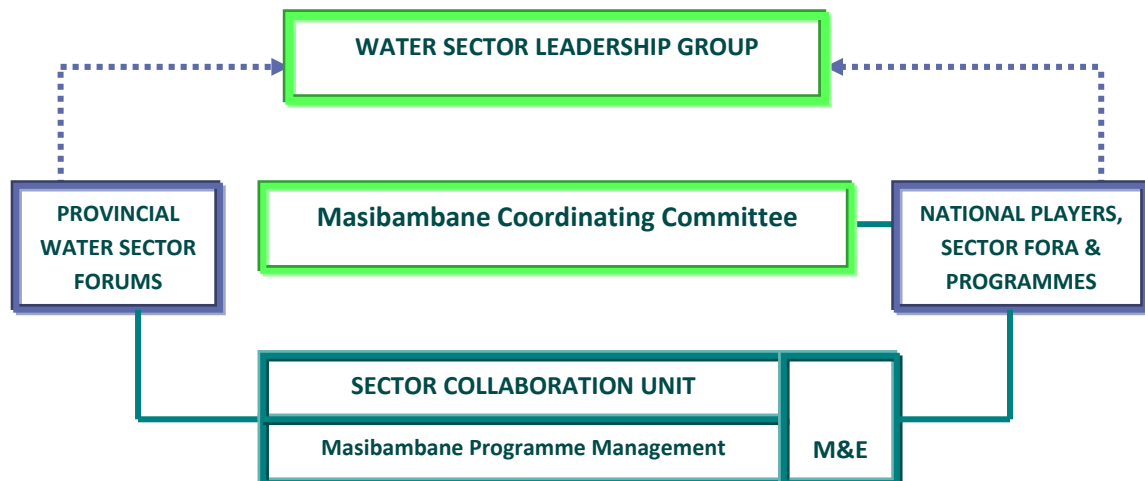 WATER SECTOR LEADERSHIP GROUP
PROVINCIAL
WATER SECTOR
FORUMS
Masibambane Coordinating Committee
NATIONAL PLAYERS,
SECTOR FORA &
PROGRAMMES
SECTOR COLLABORATION UNIT
Masibambane Programme Management
M&E